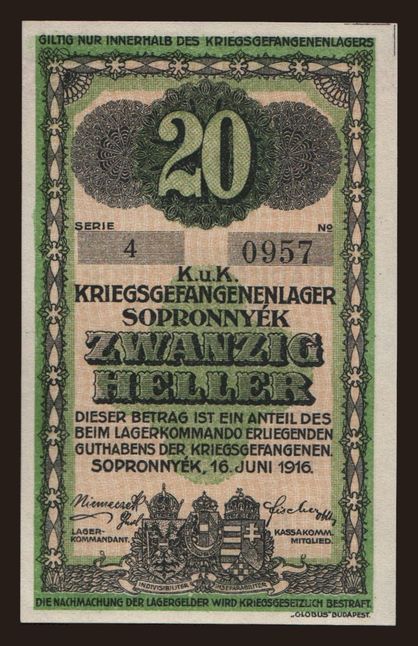 GILTIG NUR INNERHALB DES KRIEGSGEFANGENENLAGERS
20
SERIE № 
4 0957
K.u.K.
KRIEGSGEFANGENENLAGER
SOPRONNYÉK
ZWANZIG
HELLER
DIESER BETRAG IST EIN ANTEIL DES
BEIM LAGERKOMMANDO ERLIEGENDEN
GUTHABENS DER KRIEGSGEFANGENEN.
SOPRONNYÉK, 16. JUNI 1916.
LAGER-
KOMMANDANT.
KASSAKOMM.
MITGLIED.
INDIVISIBILITER INSEPARABILITER
DIE NACHMACHUNG DER LAGERGELDER WIRD KRIEGSGESETZLICH BESTRAFT.
„GLOBUS" BUDAPEST.